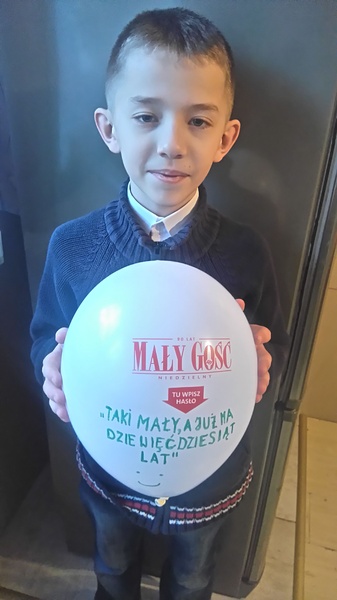 90 LAT
MAŁY GOŚĆ
NIEDZIELNY
TU WPISZ
HASŁO
„TAKI MAŁY, A JUŻ MA
DZIEWIĘĆDZIESIĄT
LAT"